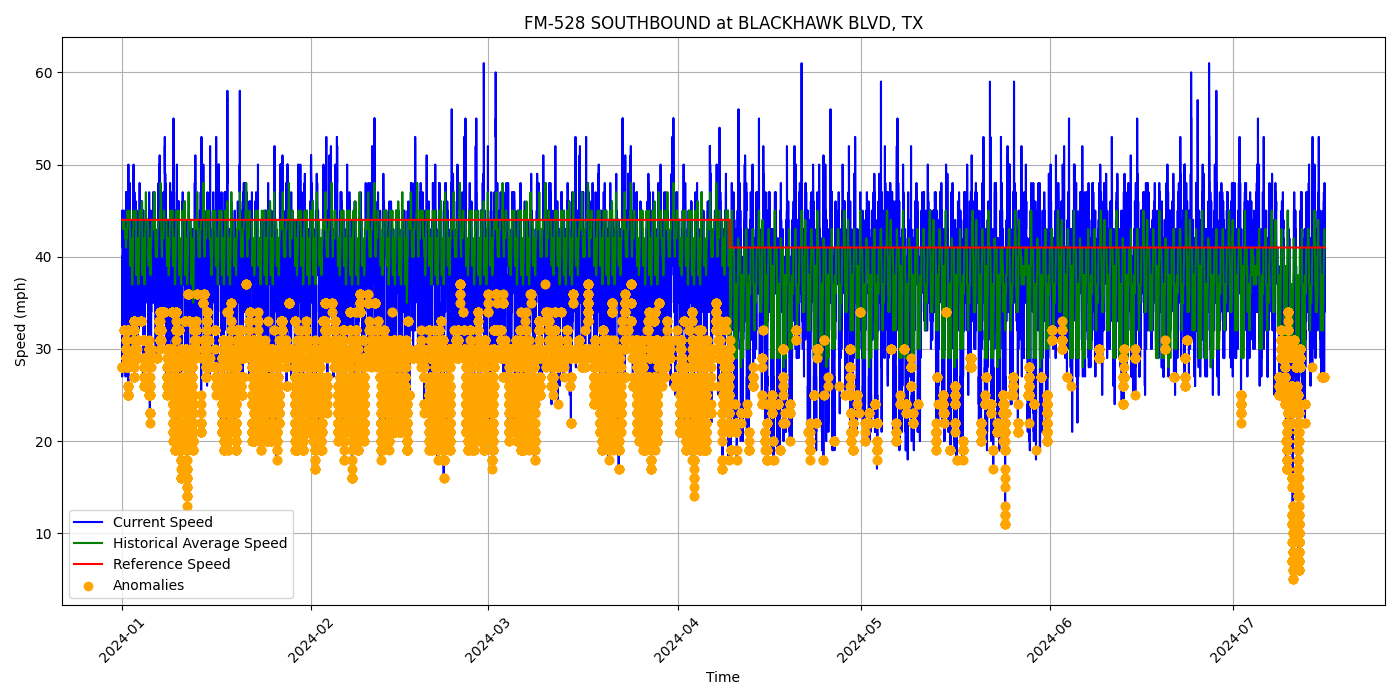 FM-528 SOUTHBOUND at BLACKHAWK BLVD, TX
Speed (mph)
60
50
40
30
20
10
Current Speed
Historical Average Speed
Reference Speed
Anomalies
2024-01
2024-02
2024-03
2024-04
2024-05
2024-06
2024-07
Time